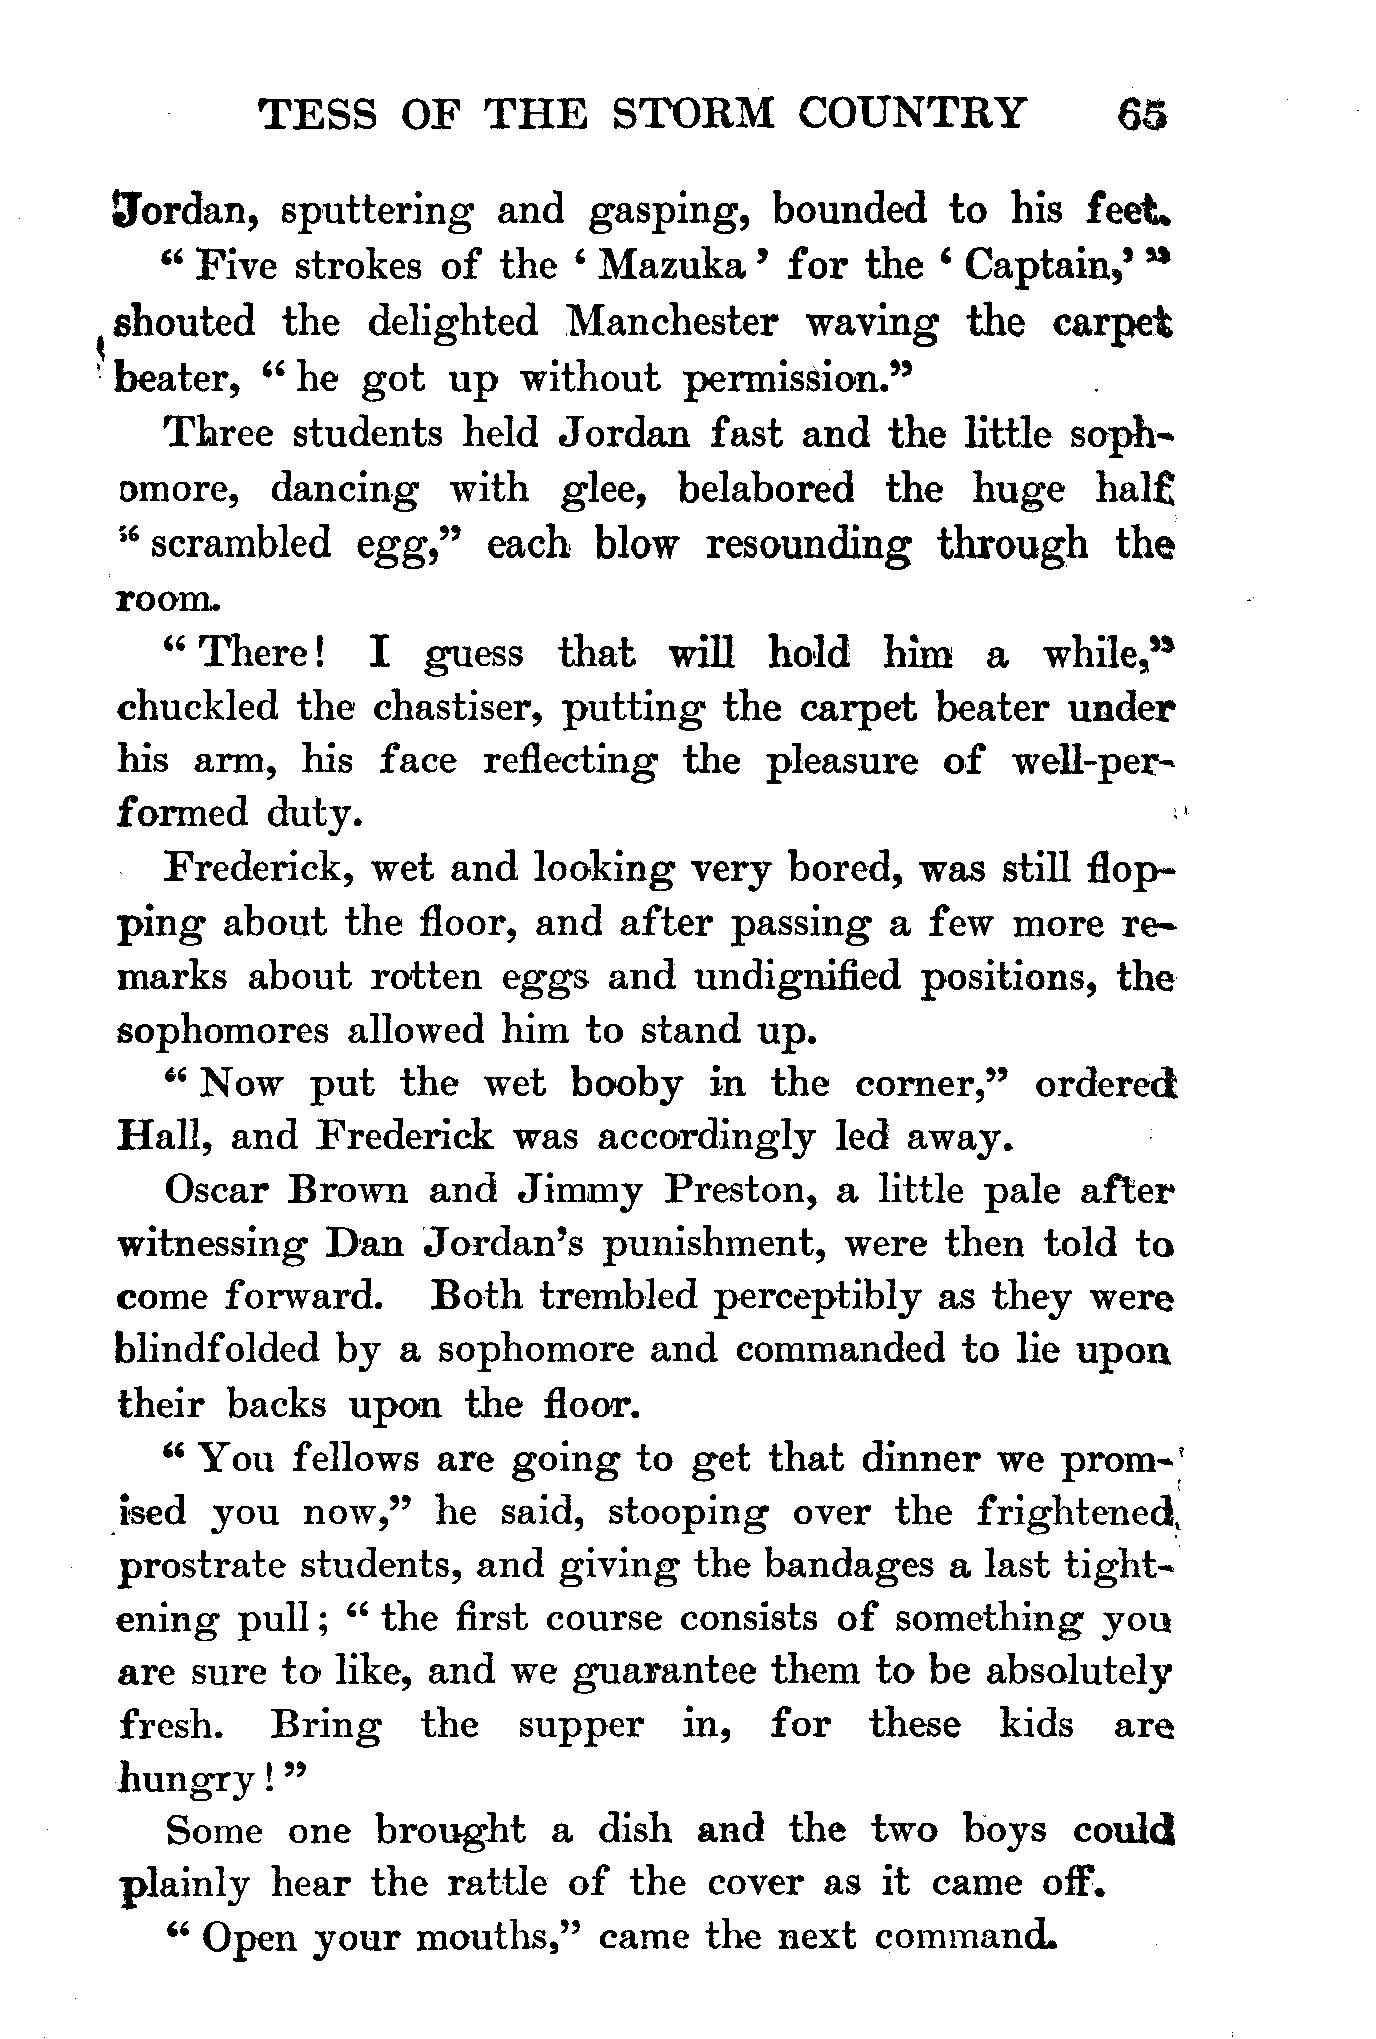 TESS OF THE STORM COUNTRY 65
Jordan, sputtering and gasping, bounded to his feet.
“ Five strokes of the ‘ Mazuka ’ for the ‘ Captain,’ ”
shouted the delighted Manchester waving the carpet
beater, “ he got up without permission.”
Three students held Jordan fast and the little soph-
omore, dancing with glee, belabored the huge half
“ scrambled egg,” each blow resounding through the
room.
“ There! I guess that will hold him a while,”
chuckled the chastiser, putting the carpet beater under
his arm, his face reflecting the pleasure of well-per-
formed duty.
Frederick, wet and looking very bored, was still flop-
ping about the floor, and after passing a few more re-
marks about rotten eggs and undignified positions, the
sophomores allowed him to stand up.
“ Now put the wet booby in the corner,” ordered
Hall, and Frederick was accordingly led away.
Oscar Brown and Jimmy Preston, a little pale after
witnessing Dan Jordan’s punishment, were then told to
come forward. Both trembled perceptibly as they were
blindfolded by a sophomore and commanded to lie upon
their backs upon the floor.
“ You fellows are going to get that dinner we prom-
ised you now,” he said, stooping over the frightened,
prostrate students, and giving the bandages a last tight-
ening pull; “ the first course consists of something you
are sure to like, and we guarantee them to be absolutely
fresh. Bring the supper in, for these kids are
hungry ! ”
Some one brought a dish and the two boys could
plainly hear the rattle of the cover as it came off.
“ Open your mouths,” came the next command.